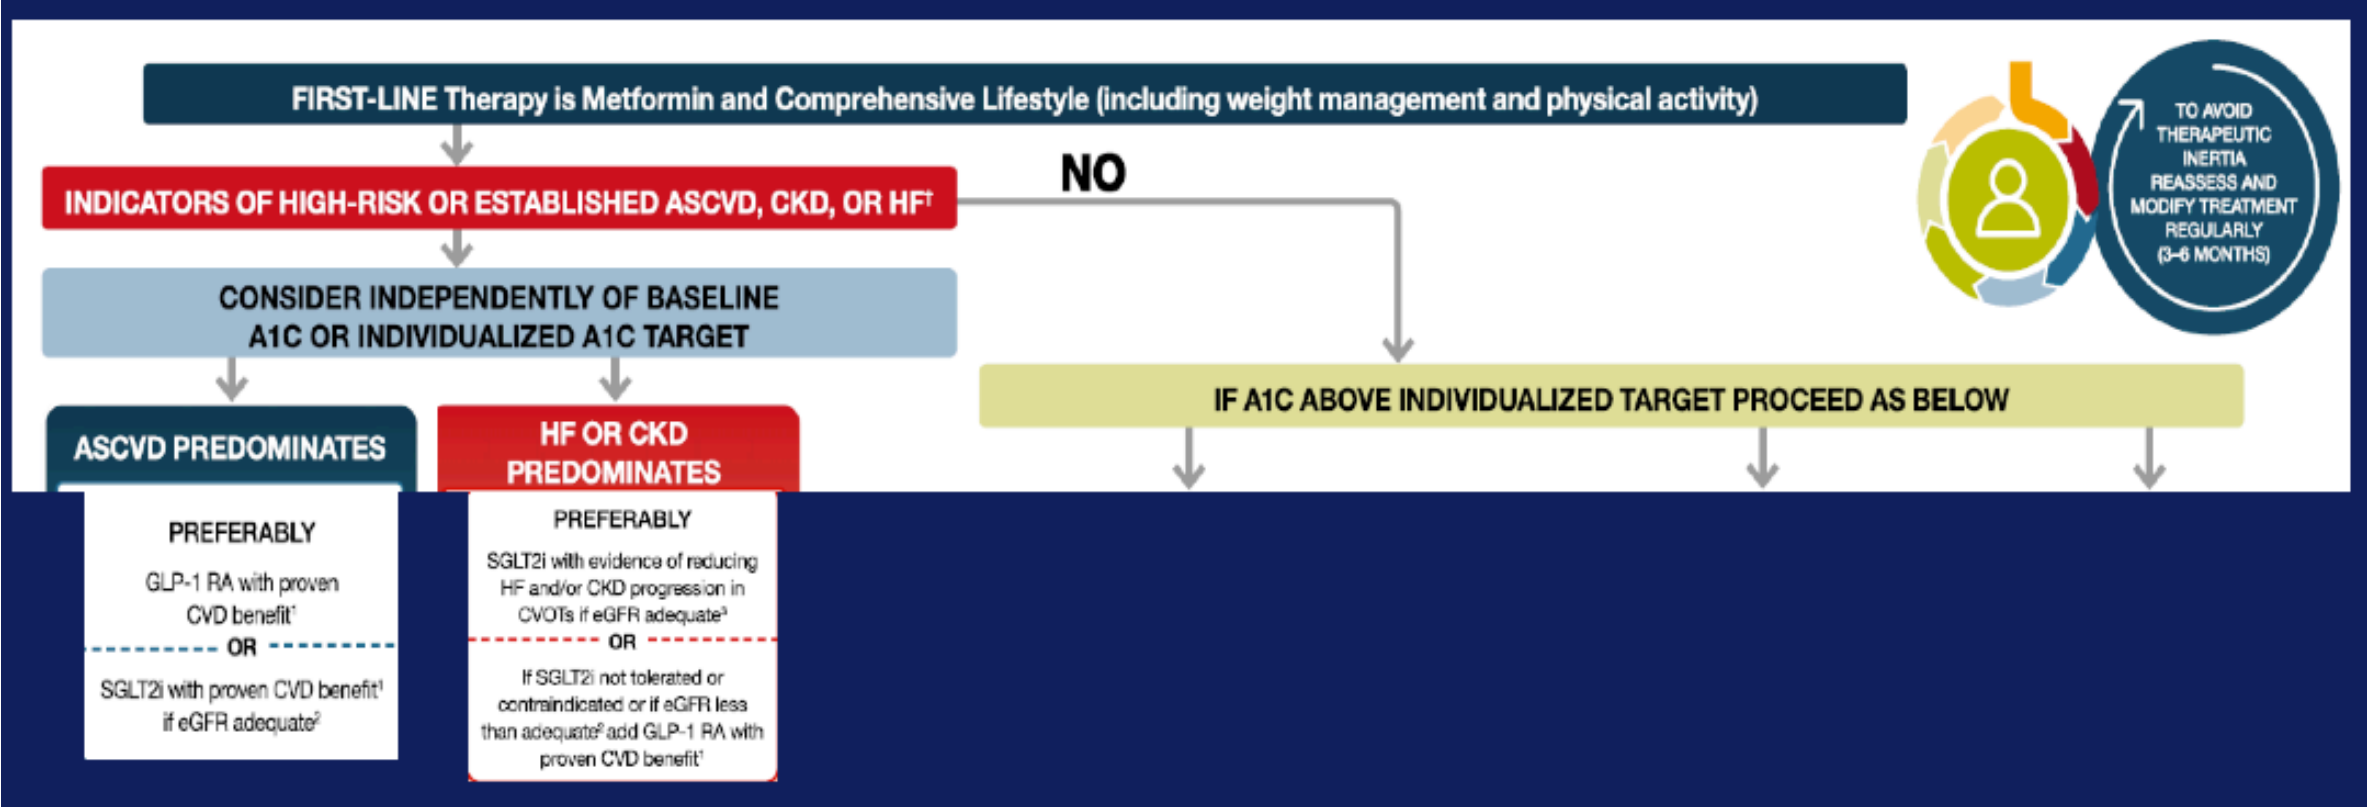 FIRST-LINE Therapy is Metformin and Comprehensive Lifestyle (including weight management and physical activity)
TO AVOID
THERAPEUTIC
INERTIA
REASSESS AND
MODIFY TREATMENT
REGULARLY
(3–6 MONTHS)
NO
INDICATORS OF HIGH-RISK OR ESTABLISHED ASCVD, CKD, OR HF†
CONSIDER INDEPENDENTLY OF BASELINE
A1C OR INDIVIDUALIZED A1C TARGET
IF A1C ABOVE INDIVIDUALIZED TARGET PROCEED AS BELOW
ASCVD PREDOMINATES
PREFERABLY
GLP-1 RA with proven
CVD benefit¹
OR
SGLT2i with proven CVD benefit¹
if eGFR adequate²
HF OR CKD
PREDOMINATES
PREFERABLY
SGLT2i with evidence of reducing
HF and/or CKD progression in
CVOTs if eGFR adequate³
OR
If SGLT2i not tolerated or
contraindicated or if eGFR less
than adequate² add GLP-1 RA with
proven CVD benefit¹